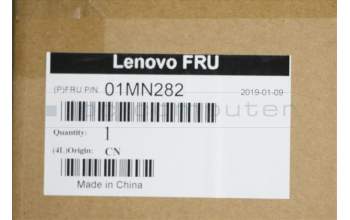 Lenovo FRU
(P)FRU P/N 01MN282 2019-01-09
Quantity: 1
(4L)Origin: CN
Made in China